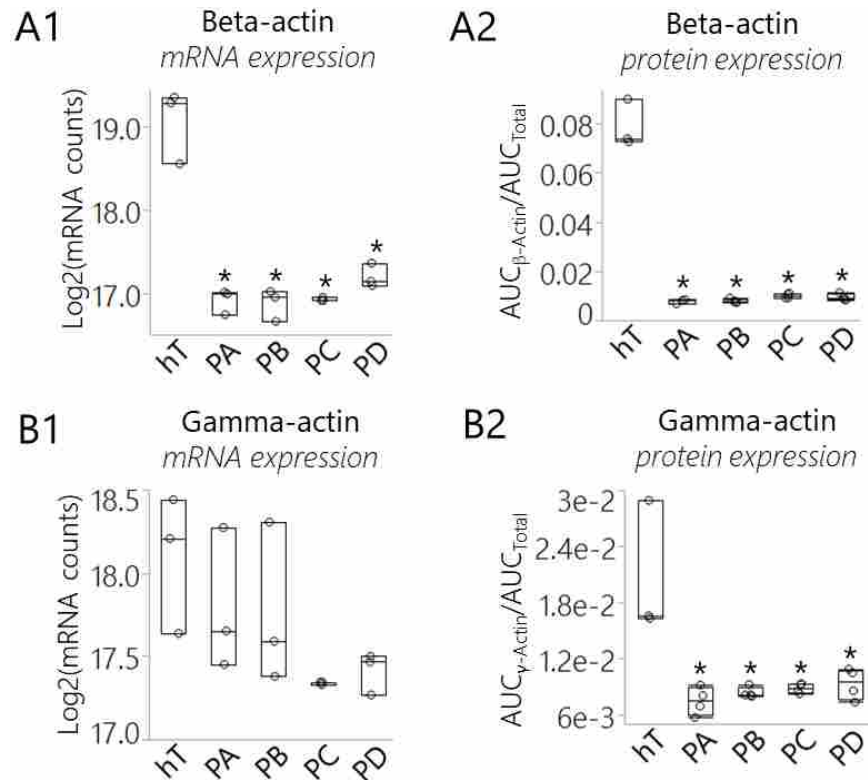 A1
Beta-actin
mRNA expression
Log2(mRNA counts)
19.0
18.0
17.0
*
*
*
*
hT
PA
PB
PC
PD
A2
Beta-actin
protein expression
AUCβ-Actin/AUCTotal
0.08
0.06
0.04
0.02
0
*
*
*
*
hT
PA
PB
PC
PD
B1
Gamma-actin
mRNA expression
Log2(mRNA counts)
18.5
18.0
17.5
17.0
hT
PA
PB
PC
PD
B2
Gamma-actin
protein expression
AUCγ-Actin/AUCTotal
3e-2
2.4e-2
1.8e-2
1.2e-2
6e-3
*
*
*
*
hT
PA
PB
PC
PD